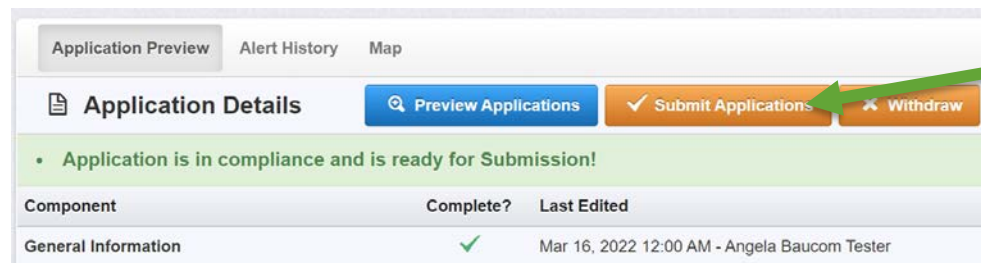 Application Preview Alert History Map
Application Details Preview Applications Submit Applications Withdraw
• Application is in compliance and is ready for Submission!
Component Complete? Last Edited
General Information ✓ Mar 16, 2022 12:00 AM - Angela Baucom Tester